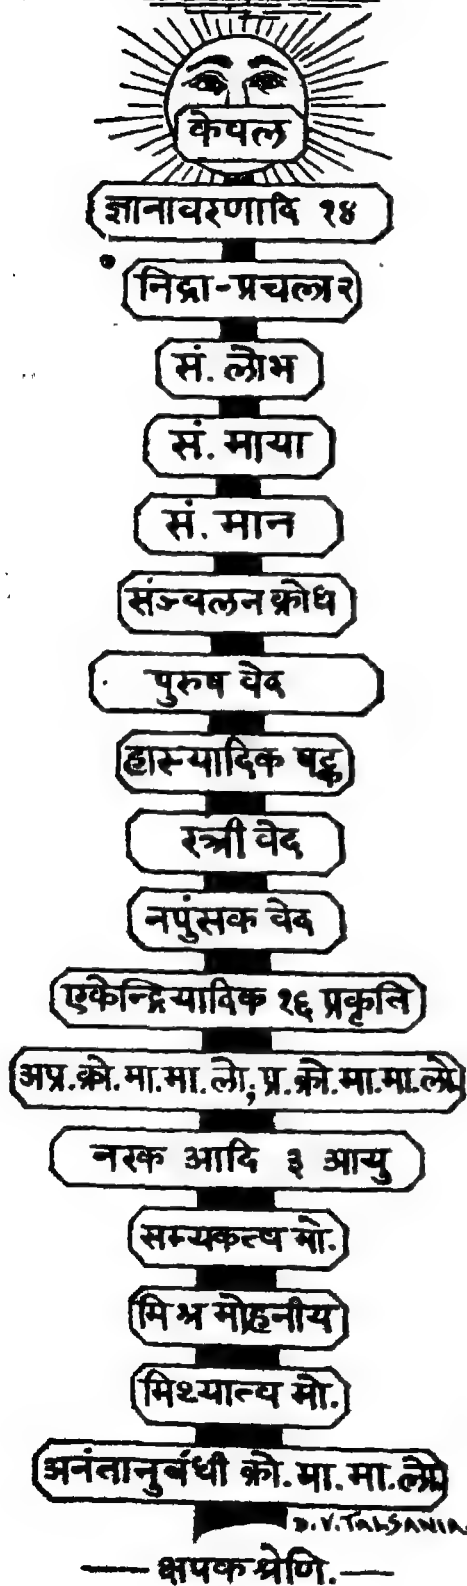 केवल
ज्ञानावरणादि १४
निद्रा-प्रचला २
सं. लोभ
सं. माया
सं. मान
संज्वलन क्रोध
पुरुष वेद
हास्यादिक षट्क
स्त्री वेद
नपुंसक वेद
एकेन्द्रियादिक १६ प्रकृति
अप्र.क्रो.मा.मा.लो; प्र.क्रो.मा.मा.लो.
नरक आदि ३ आयु
सम्यकत्व मो.
मिश्र मोहनीय
मिथ्यात्व मो.
अनंतानुबंधी क्रो.मा.मा.लो.
D.V.TALSANIA.
क्षपक श्रेणि.